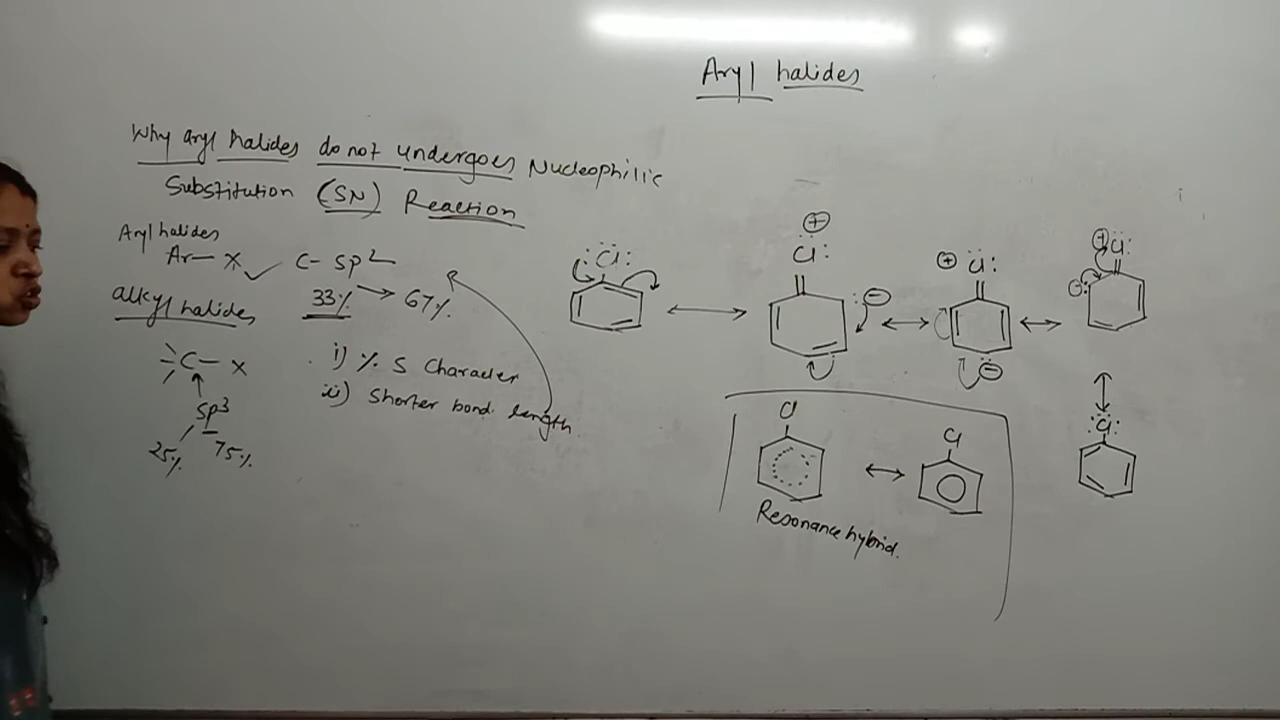 Aryl halides
Why aryl halides do not undergoes Nucleophilic
Substitution (SN) Reaction
Aryl halides
Ar—X ✓ C- Sp2
33% → 67%
alkyl halides
i) % S Character
ii) Shorter bond length
-C-X
Sp3
25% 75%
:Cl:
⊕
Cl:
⊖
⊕ Cl:
⊖
⊕ Cl:
⊖:
:Cl:
Cl
Cl
Resonance hybrid.